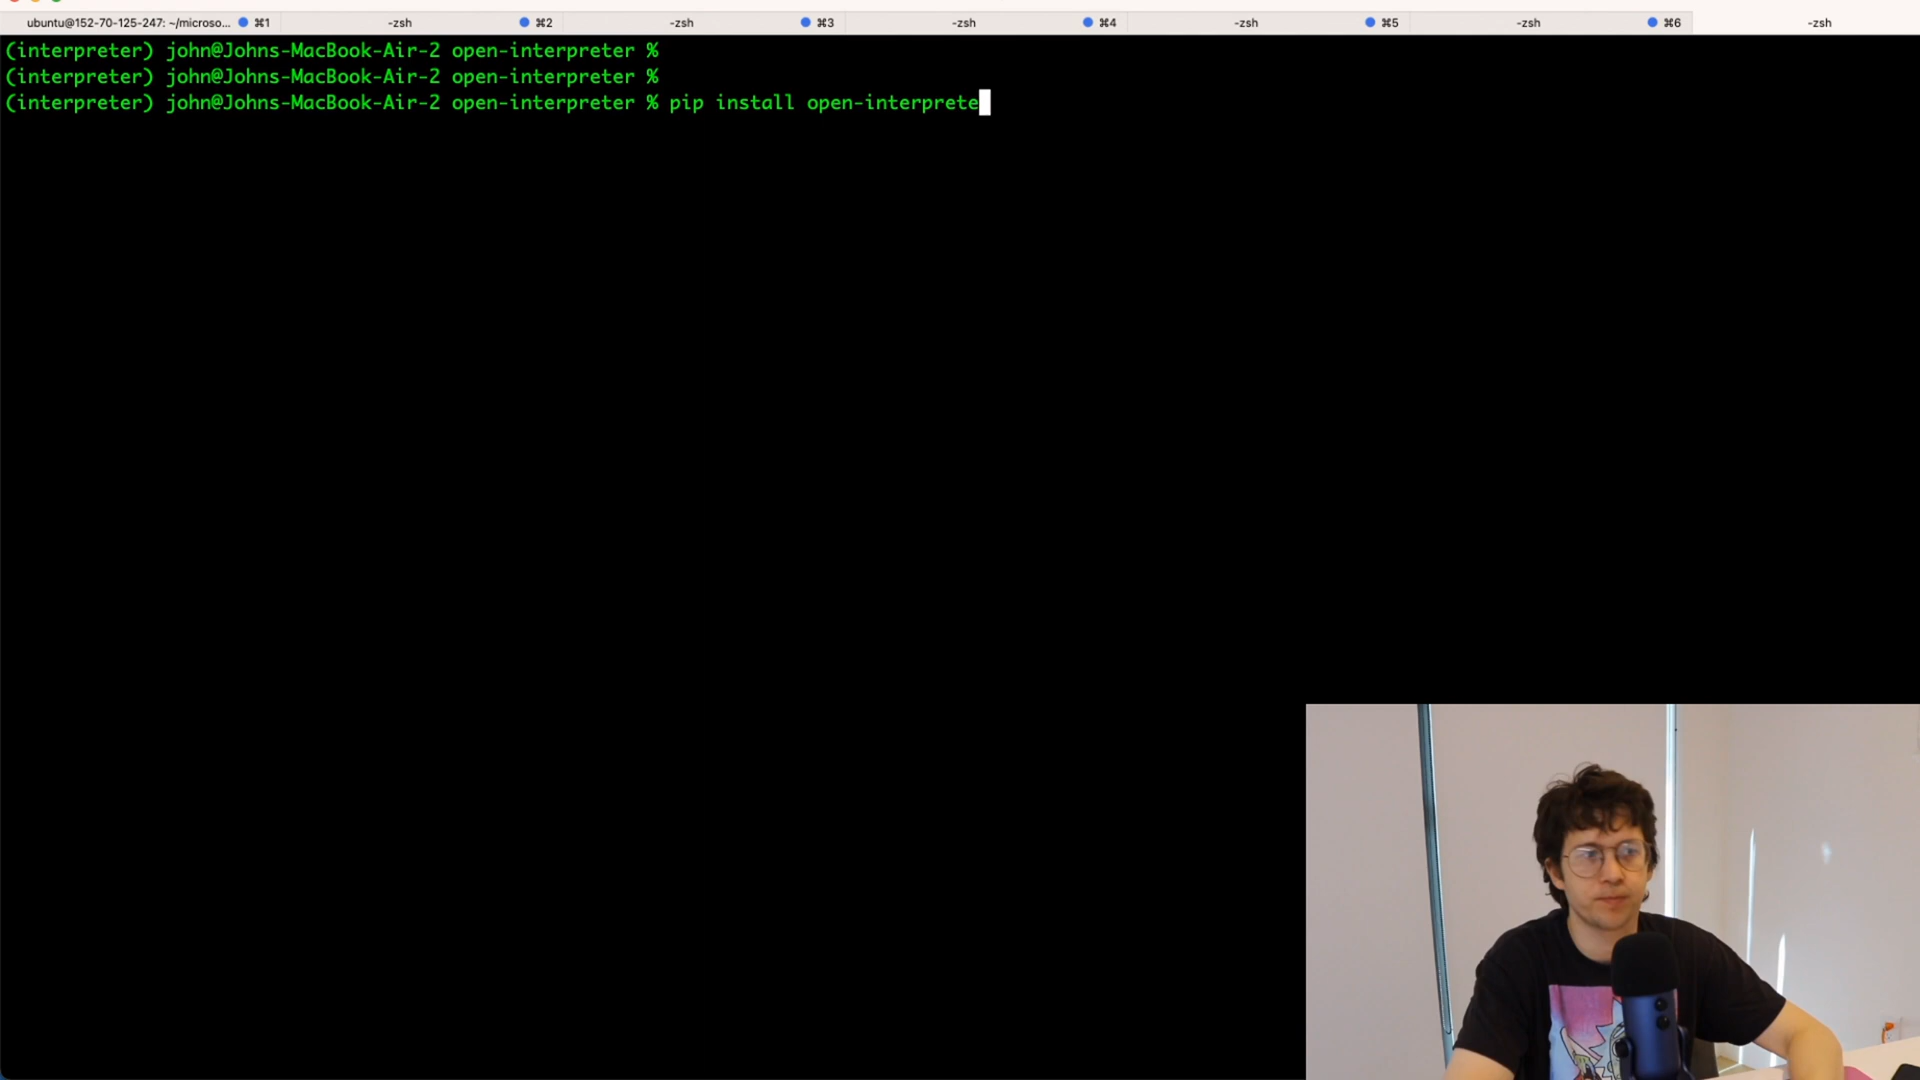 ubuntu@152-70-125-247: ~/microso... ⌘1 -zsh ⌘2 -zsh ⌘3 -zsh ⌘4 -zsh ⌘5 -zsh ⌘6 -zsh
(interpreter) john@Johns-MacBook-Air-2 open-interpreter %
(interpreter) john@Johns-MacBook-Air-2 open-interpreter %
(interpreter) john@Johns-MacBook-Air-2 open-interpreter % pip install open-interprete